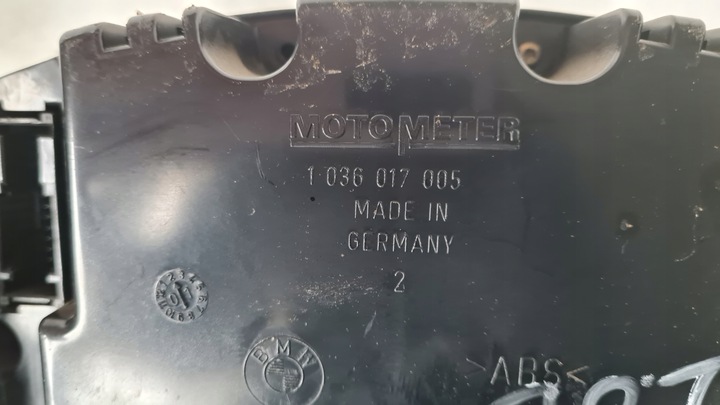 MOTOMETER
1 036 017 005
MADE IN
GERMANY
2
BMW
>ABS<